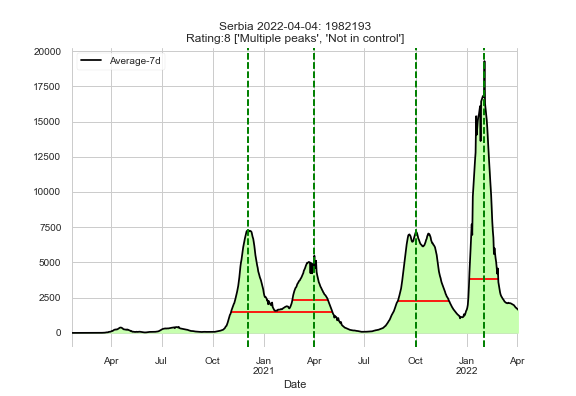 Serbia 2022-04-04: 1982193
Rating:8 ['Multiple peaks', 'Not in control']
Average-7d
20000
17500
15000
12500
10000
7500
5000
2500
0
Apr Jul Oct Jan Apr Jul Oct Jan Apr
2021 2022
Date